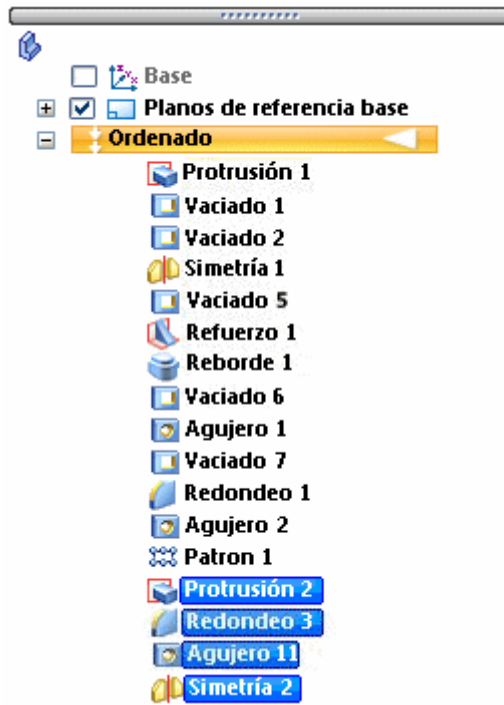 Base
Planos de referencia base
Ordenado
Protrusión 1
Vaciado 1
Vaciado 2
Simetría 1
Vaciado 5
Refuerzo 1
Reborde 1
Vaciado 6
Agujero 1
Vaciado 7
Redondeo 1
Agujero 2
Patron 1
Protrusión 2
Redondeo 3
Agujero 11
Simetría 2